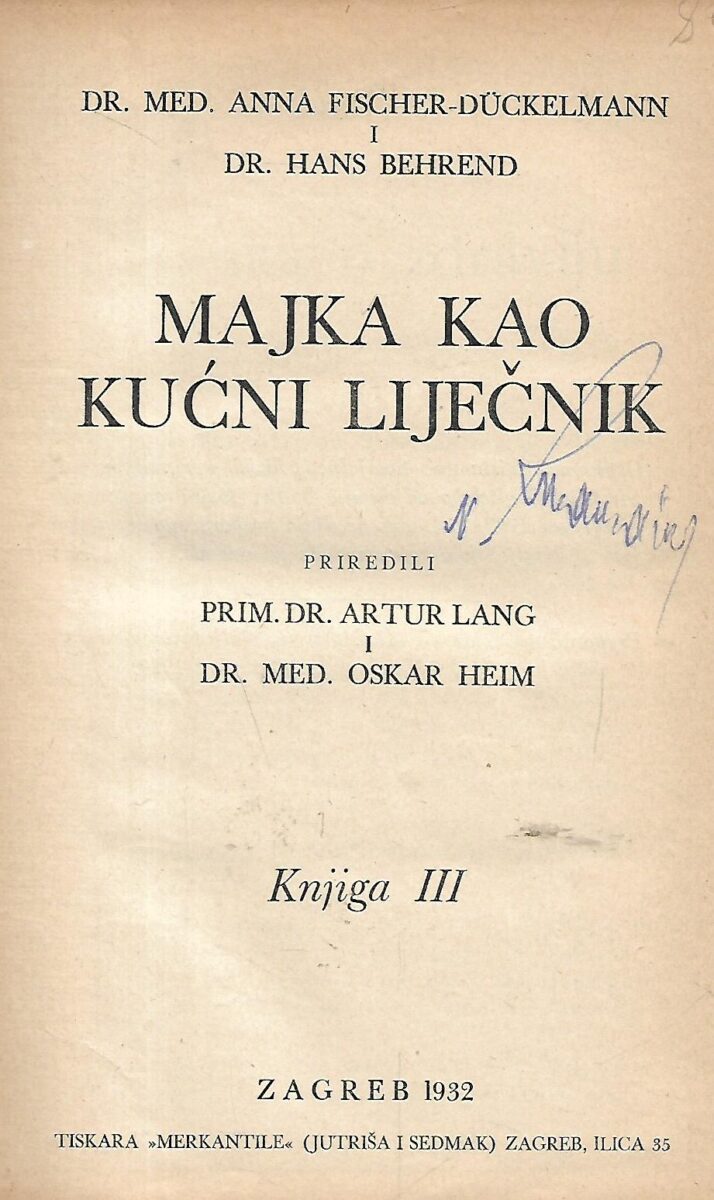 DR. MED. ANNA FISCHER-DÜCKELMANN
I
DR. HANS BEHREND
MAJKA KAO
KUĆNI LIJEČNIK
PRIREDILI
PRIM. DR. ARTUR LANG
I
DR. MED. OSKAR HEIM
Knjiga III
ZAGREB 1932
TISKARA »MERKANTILE« (JUTRIŠA I SEDMAK) ZAGREB, ILICA 35